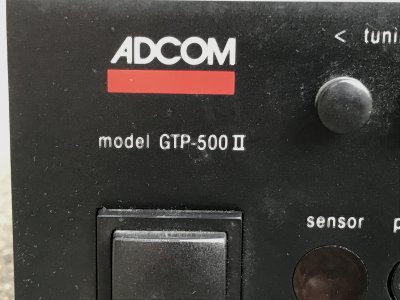 ADCOM
< tuni
model GTP-500 II
sensor
p